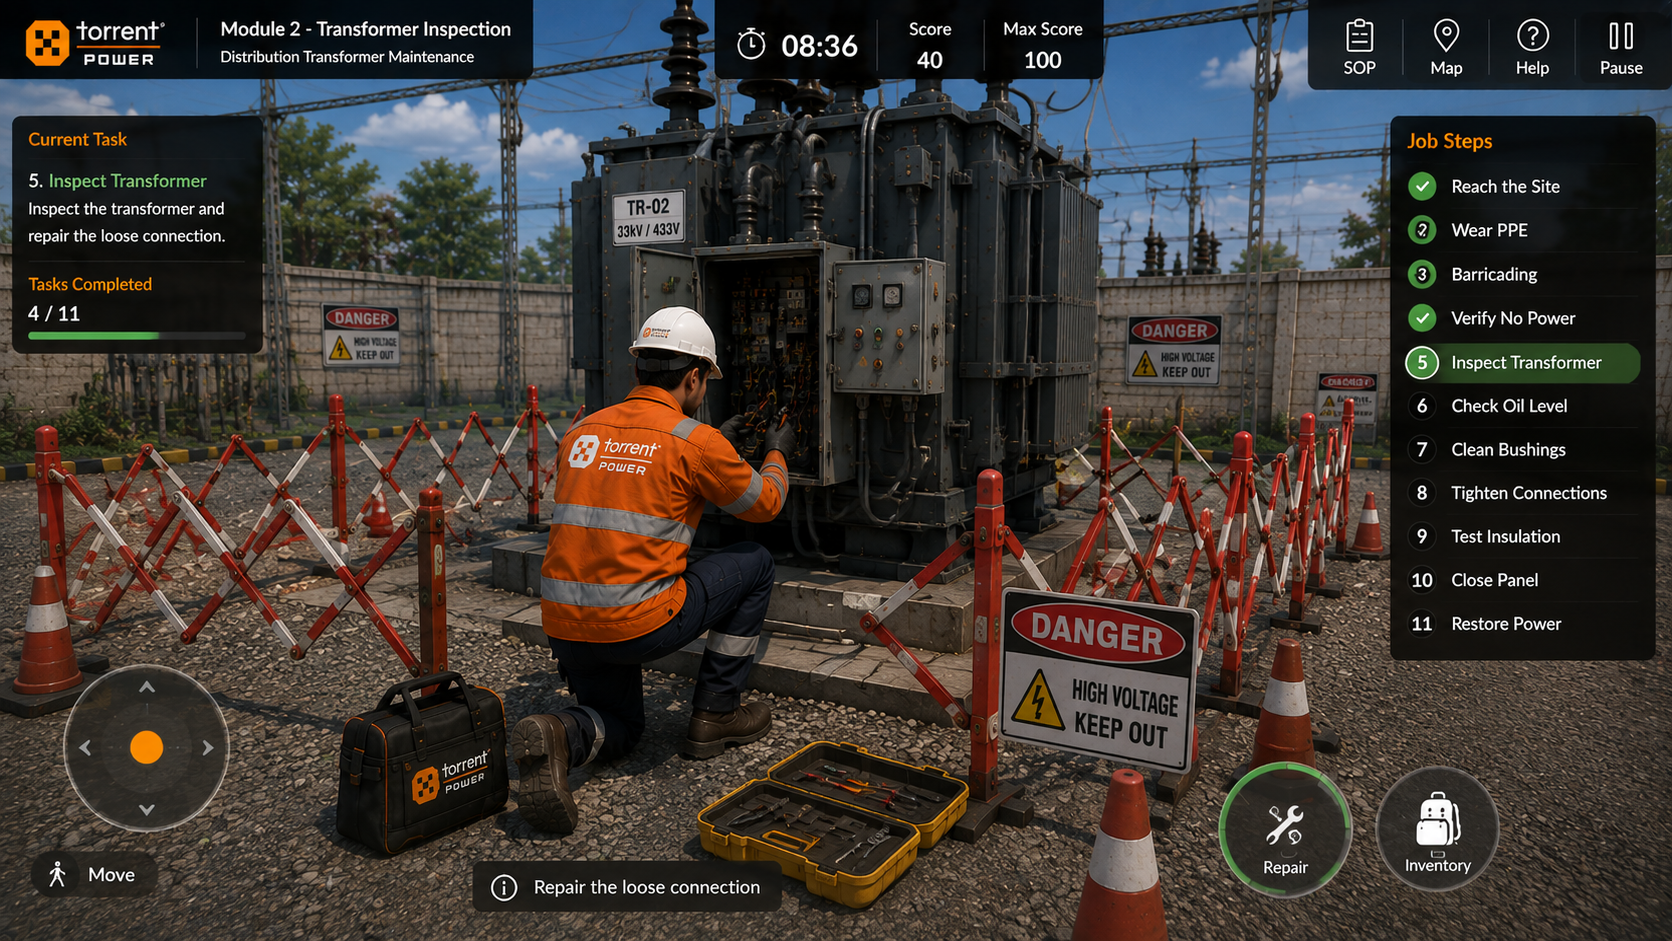 torrent
POWER
Module 2 - Transformer Inspection
Distribution Transformer Maintenance
08:36
Score
40
Max Score
100
SOP
Map
Help
Pause
Current Task
5. Inspect Transformer
Inspect the transformer and
repair the loose connection.
Tasks Completed
4 / 11
Job Steps
Reach the Site
Wear PPE
3 Barricading
Verify No Power
5 Inspect Transformer
6 Check Oil Level
7 Clean Bushings
8 Tighten Connections
9 Test Insulation
10 Close Panel
11 Restore Power
TR-02
33kV / 433V
DANGER
HIGH VOLTAGE
KEEP OUT
DANGER
HIGH VOLTAGE
KEEP OUT
torrent
POWER
DANGER
HIGH VOLTAGE
KEEP OUT
torrent
POWER
Move
Repair the loose connection
Repair
Inventory